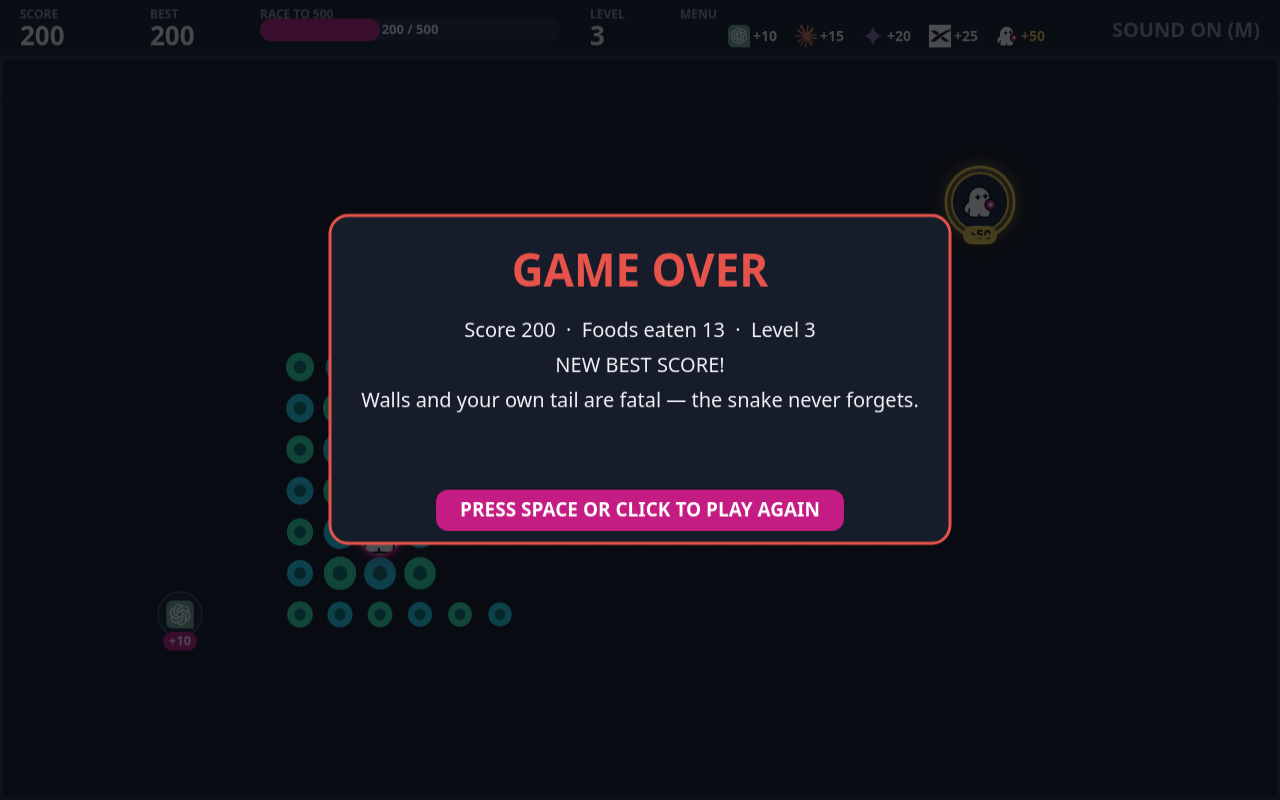 SCORE
200
BEST
200
RACE TO 500
200 / 500
LEVEL
3
MENU
+10
+15
+20
+25
+50
SOUND ON (M)
+50
GAME OVER
Score 200 · Foods eaten 13 · Level 3
NEW BEST SCORE!
Walls and your own tail are fatal — the snake never forgets.
PRESS SPACE OR CLICK TO PLAY AGAIN
+10